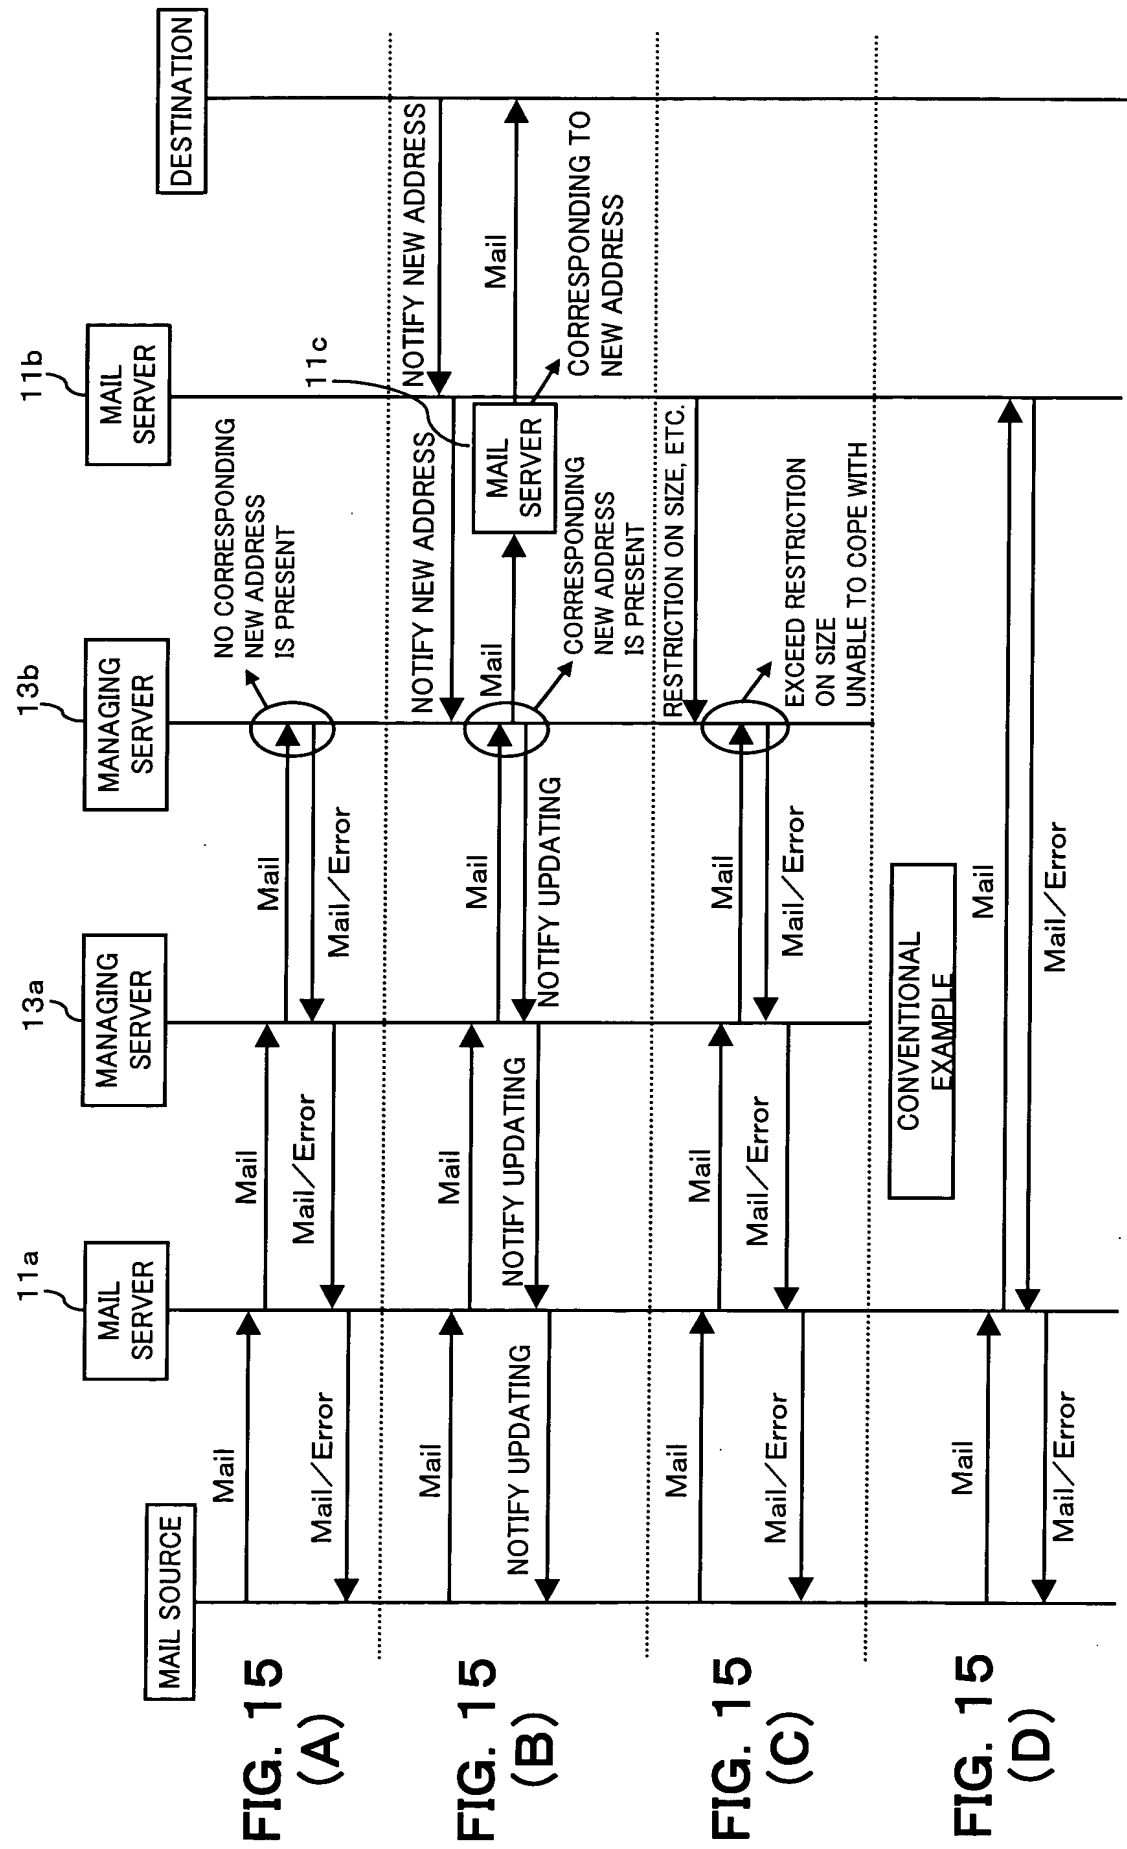 MAIL SOURCE
11a
MAIL
SERVER
13a
MANAGING
SERVER
13b
MANAGING
SERVER
11b
MAIL
SERVER
DESTINATION
FIG. 15
(A)
Mail
Mail/Error
Mail
Mail/Error
Mail
Mail/Error
NO CORRESPONDING
NEW ADDRESS
IS PRESENT
FIG. 15
(B)
Mail
NOTIFY UPDATING
Mail
NOTIFY UPDATING
Mail
NOTIFY UPDATING
NOTIFY NEW ADDRESS
Mail
CORRESPONDING
NEW ADDRESS
IS PRESENT
11c
MAIL
SERVER
NOTIFY NEW ADDRESS
Mail
CORRESPONDING TO
NEW ADDRESS
FIG. 15
(C)
Mail
Mail/Error
Mail
Mail/Error
Mail
Mail/Error
RESTRICTION ON SIZE, ETC.
EXCEED RESTRICTION
ON SIZE
UNABLE TO COPE WITH
FIG. 15
(D)
Mail
Mail/Error
CONVENTIONAL
EXAMPLE
Mail
Mail/Error